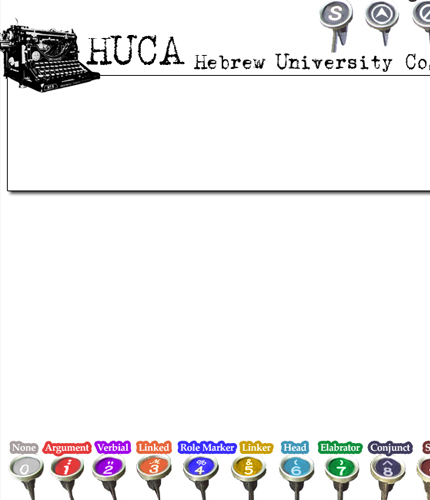 S
HUCA
Hebrew University Co
None Argument Verbial Linked Role Marker Linker Head Elabrator Conjunct S
0 1 2 3 4 5 6 7 8